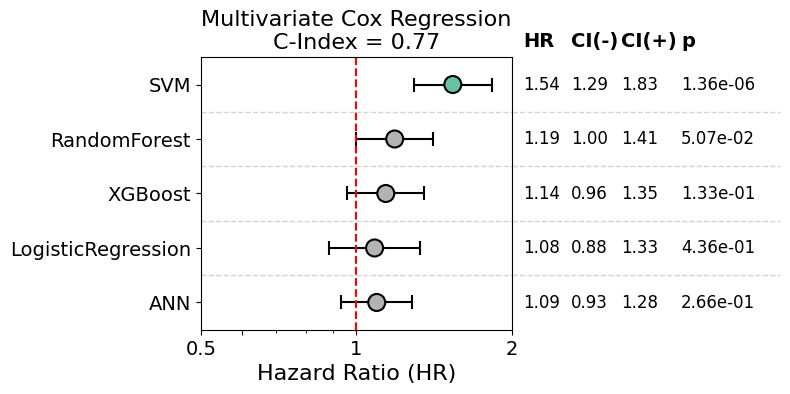 Multivariate Cox Regression
C-Index = 0.77
HR CI(-) CI(+) p
SVM 1.54 1.29 1.83 1.36e-06
RandomForest 1.19 1.00 1.41 5.07e-02
XGBoost 1.14 0.96 1.35 1.33e-01
LogisticRegression 1.08 0.88 1.33 4.36e-01
ANN 1.09 0.93 1.28 2.66e-01
0.5 1 2
Hazard Ratio (HR)